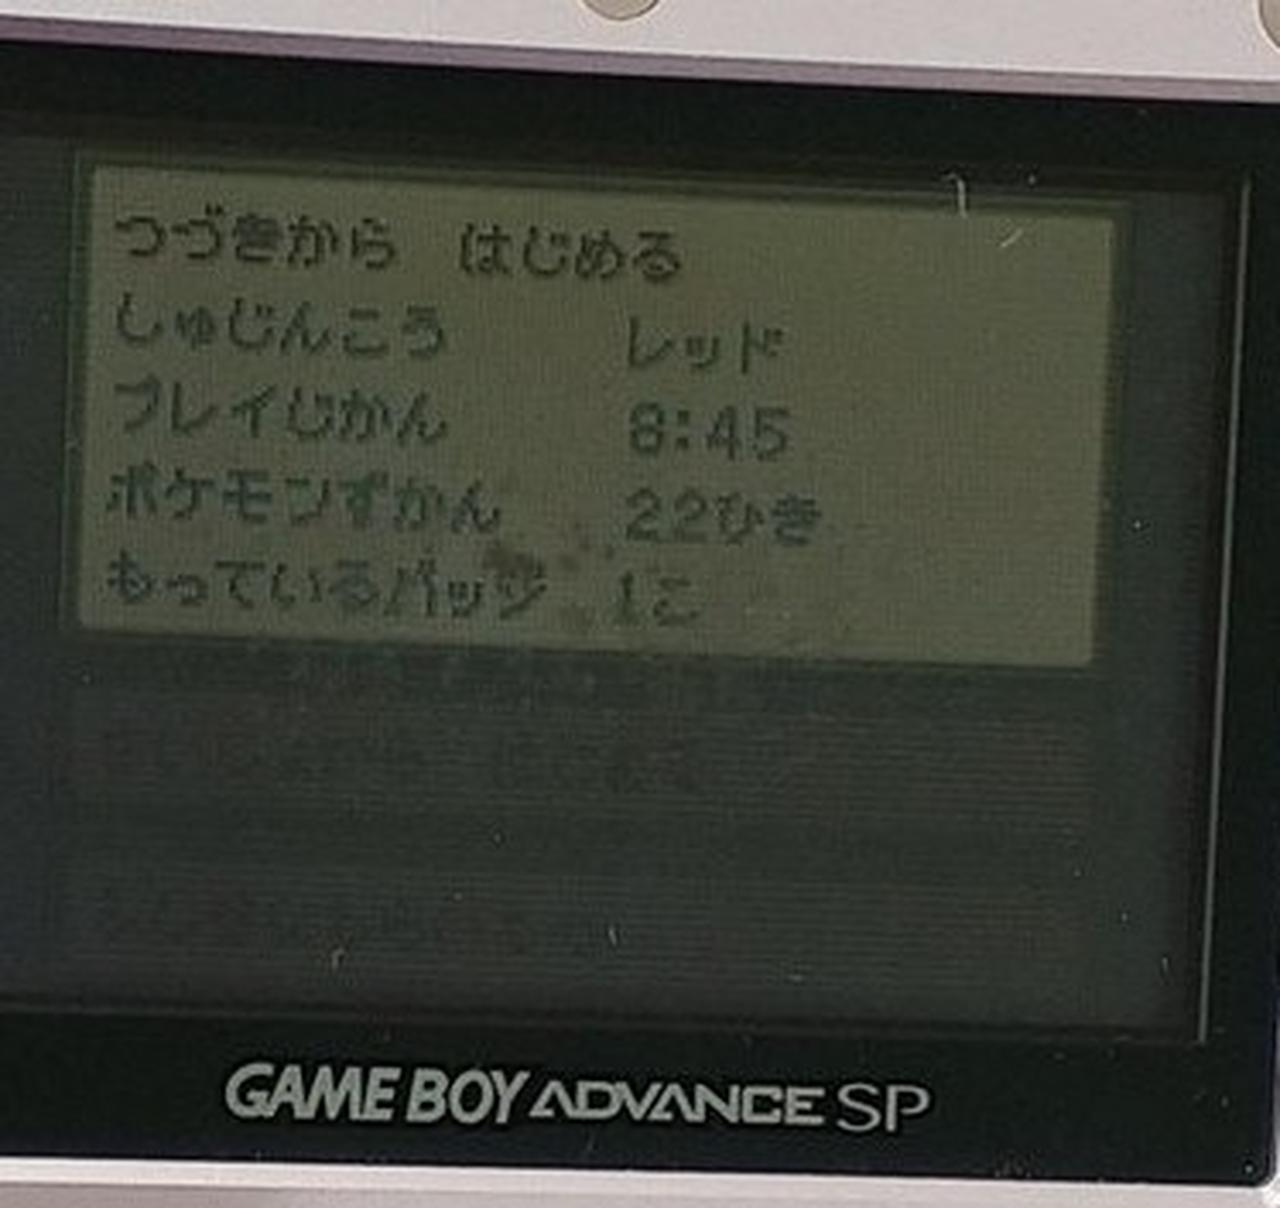 つづきから　はじめる
しゅじんこう　レッド
プレイじかん　8:45
ポケモンずかん　22ひき
もっているバッジ　1こ
GAME BOY ADVANCE SP